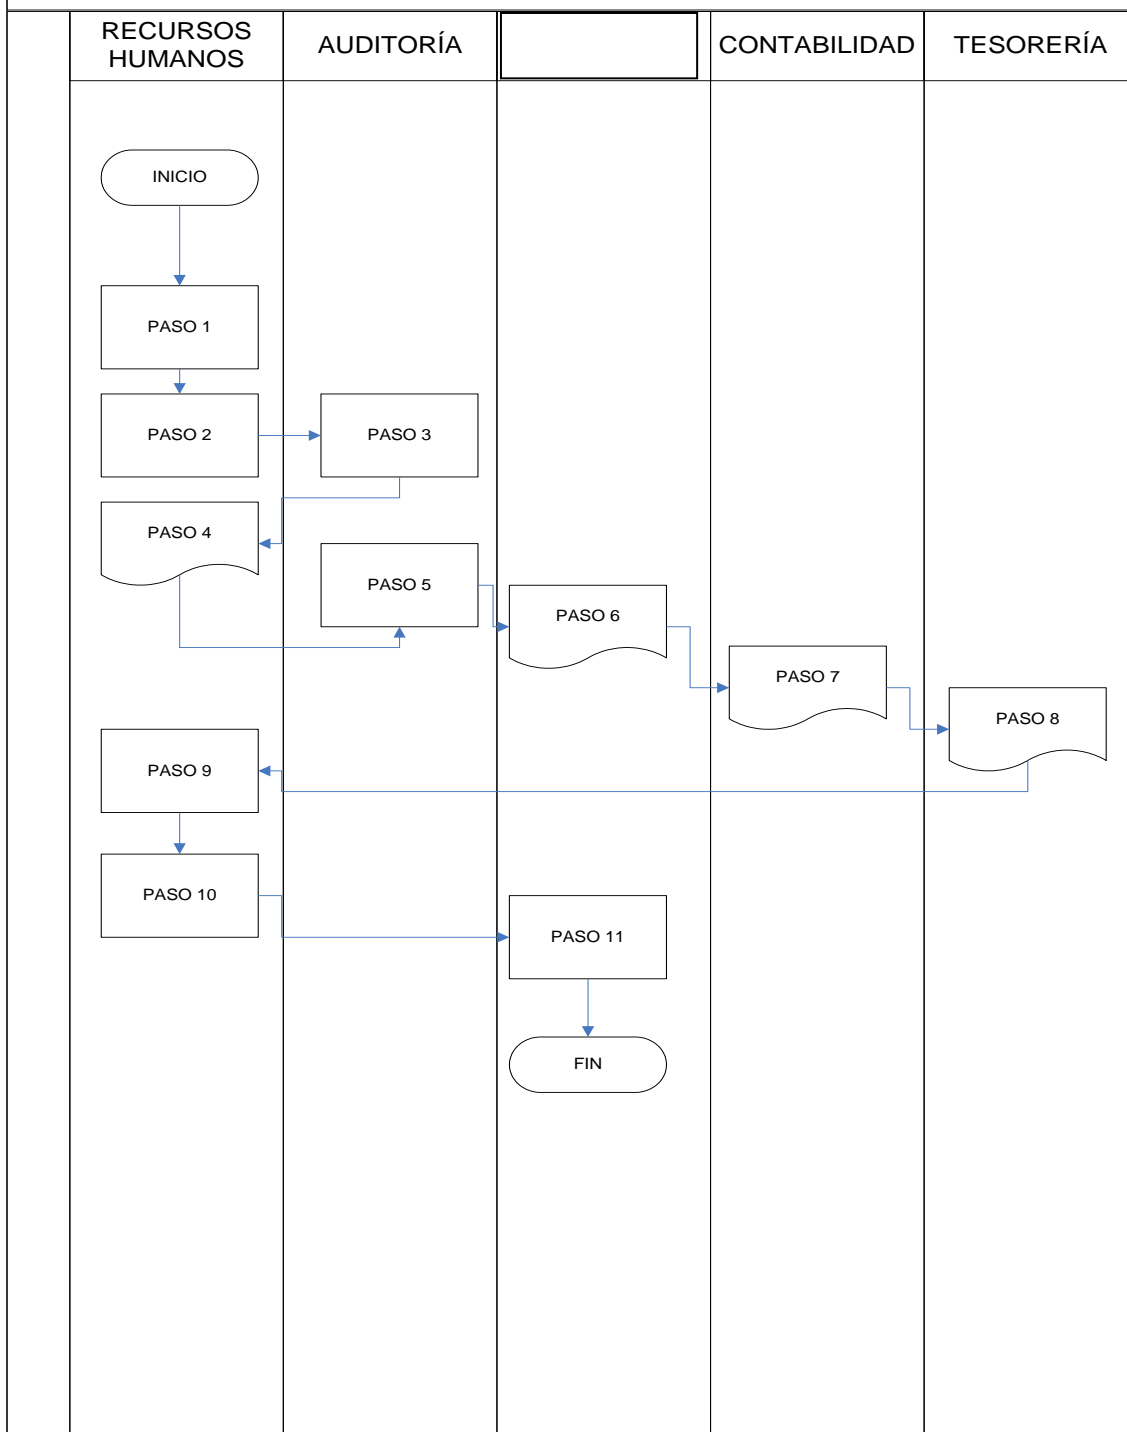 RECURSOS
HUMANOS
AUDITORÍA
CONTABILIDAD
TESORERÍA
INICIO
PASO 1
PASO 2
PASO 3
PASO 4
PASO 5
PASO 6
PASO 7
PASO 8
PASO 9
PASO 10
PASO 11
FIN